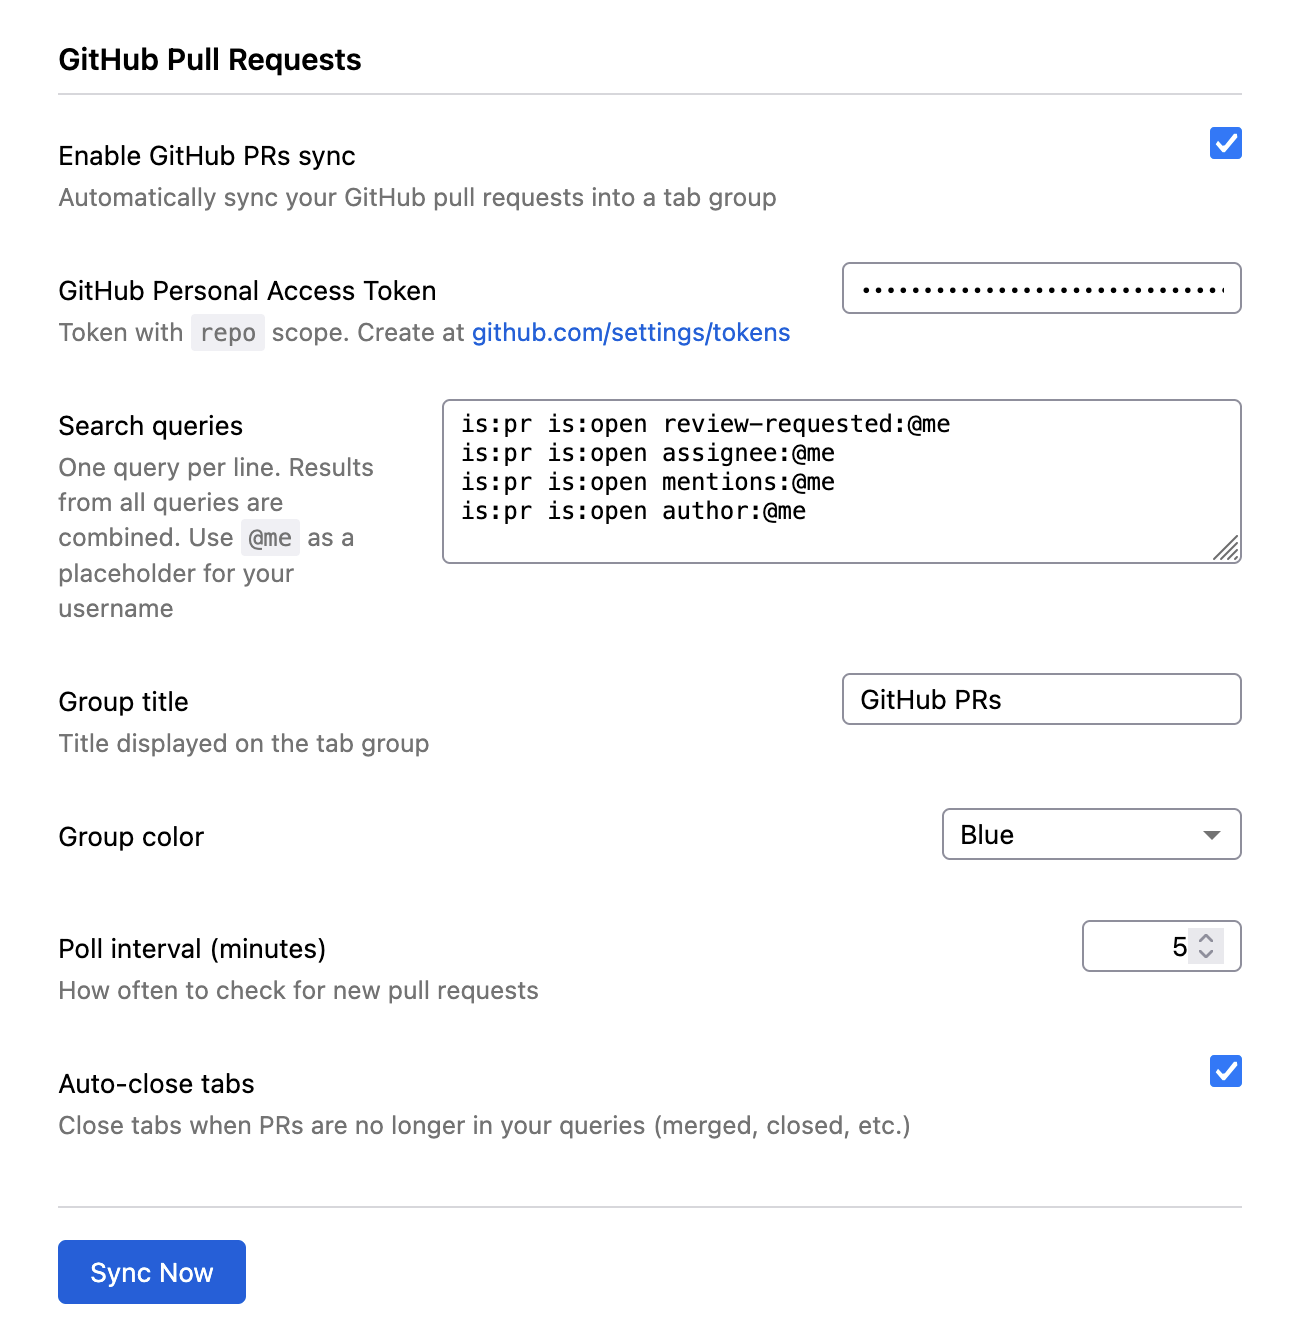 GitHub Pull Requests
Enable GitHub PRs sync
Automatically sync your GitHub pull requests into a tab group
GitHub Personal Access Token
••••••••••••••••••••••••••••••
Token with repo scope. Create at github.com/settings/tokens
Search queries
One query per line. Results
from all queries are
combined. Use @me as a
placeholder for your
username
is:pr is:open review-requested:@me
is:pr is:open assignee:@me
is:pr is:open mentions:@me
is:pr is:open author:@me
Group title
GitHub PRs
Title displayed on the tab group
Group color
Blue
Poll interval (minutes)
5
How often to check for new pull requests
Auto-close tabs
Close tabs when PRs are no longer in your queries (merged, closed, etc.)
Sync Now